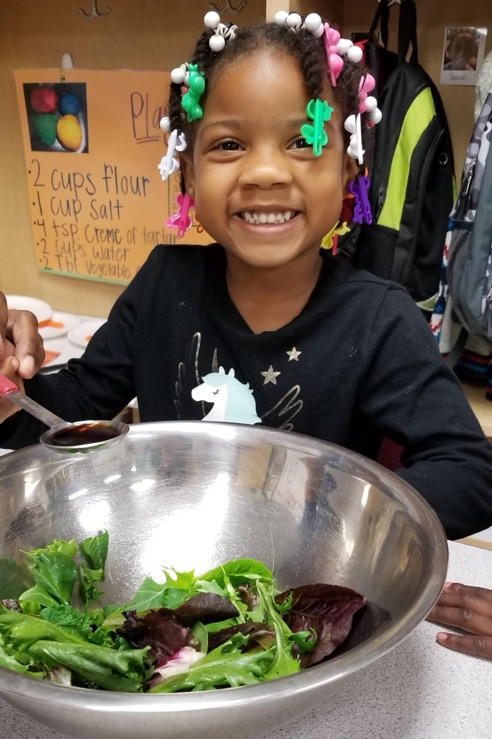 Pla
2 cups flour
1 cup salt
4 tsp creme of tartar
2 cups water
2 Tbl Vegetable